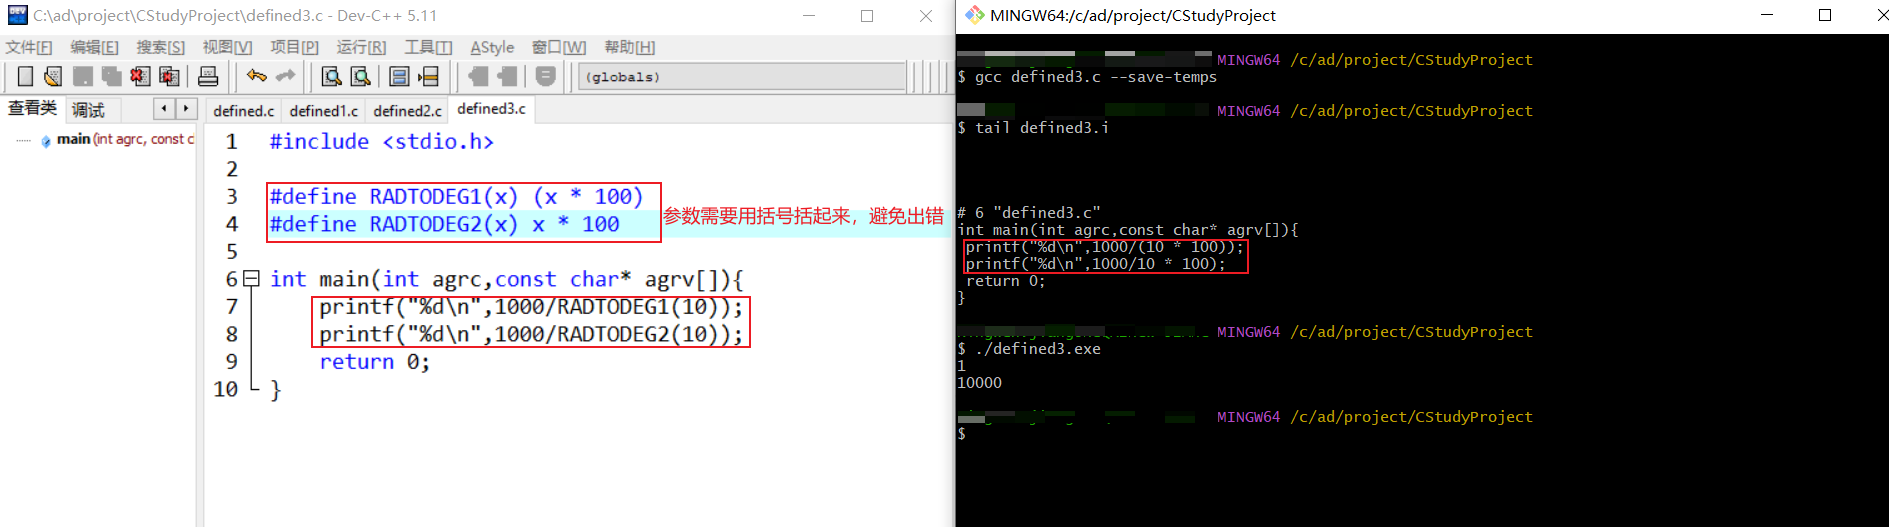 C:\ad\project\CStudyProject\defined3.c - Dev-C++ 5.11
文件[F] 编辑[E] 搜索[S] 视图[V] 项目[P] 运行[R] 工具[T] AStyle 窗口[W] 帮助[H]
(globals)
查看类 调试
defined.c defined1.c defined2.c defined3.c
main (int agrc, const c
1 #include <stdio.h>
2
3 #define RADTODEG1(x) (x * 100)
4 #define RADTODEG2(x) x * 100
参数需要用括号括起来，避免出错
5
6 int main(int agrc,const char* agrv[]){
7 printf("%d\n",1000/RADTODEG1(10));
8 printf("%d\n",1000/RADTODEG2(10));
9 return 0;
10 }
MINGW64:/c/ad/project/CStudyProject
MINGW64 /c/ad/project/CStudyProject
$ gcc defined3.c --save-temps
MINGW64 /c/ad/project/CStudyProject
$ tail defined3.i
# 6 "defined3.c"
int main(int agrc,const char* agrv[]){
printf("%d\n",1000/(10 * 100));
printf("%d\n",1000/10 * 100);
return 0;
}
MINGW64 /c/ad/project/CStudyProject
$ ./defined3.exe
1
10000
MINGW64 /c/ad/project/CStudyProject
$